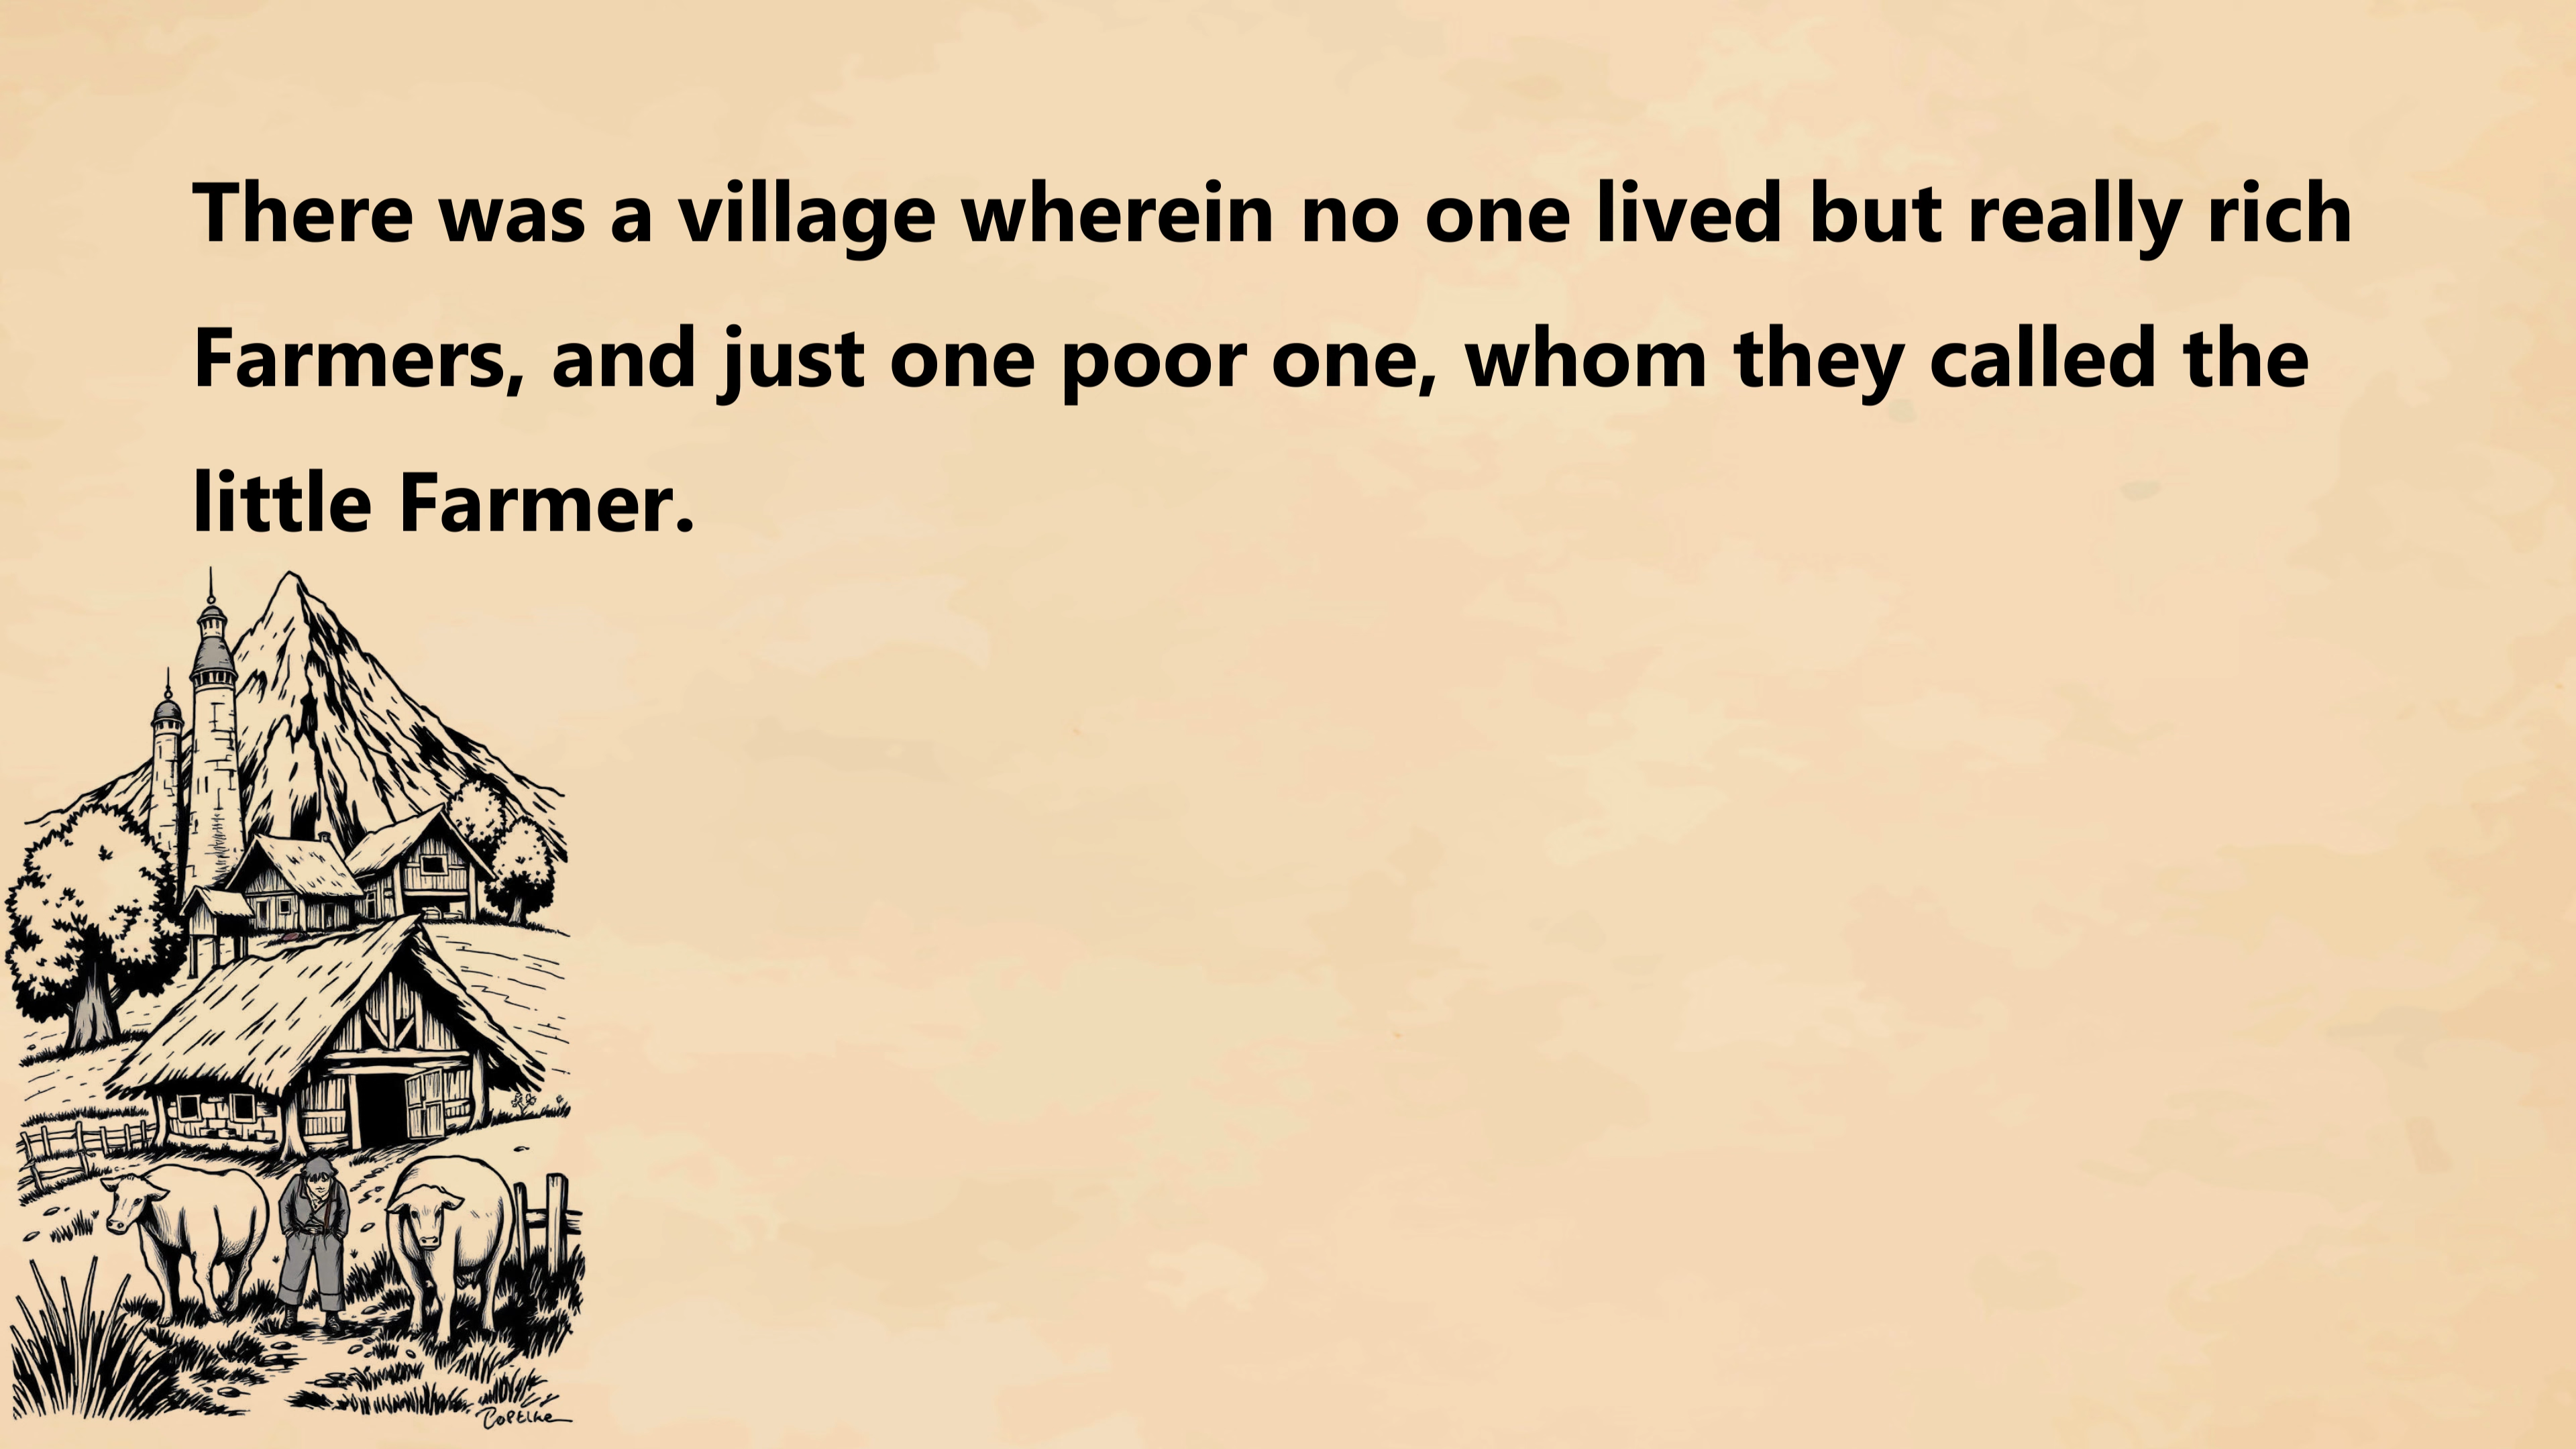 There was a village wherein no one lived but really rich
Farmers, and just one poor one, whom they called the
little Farmer.